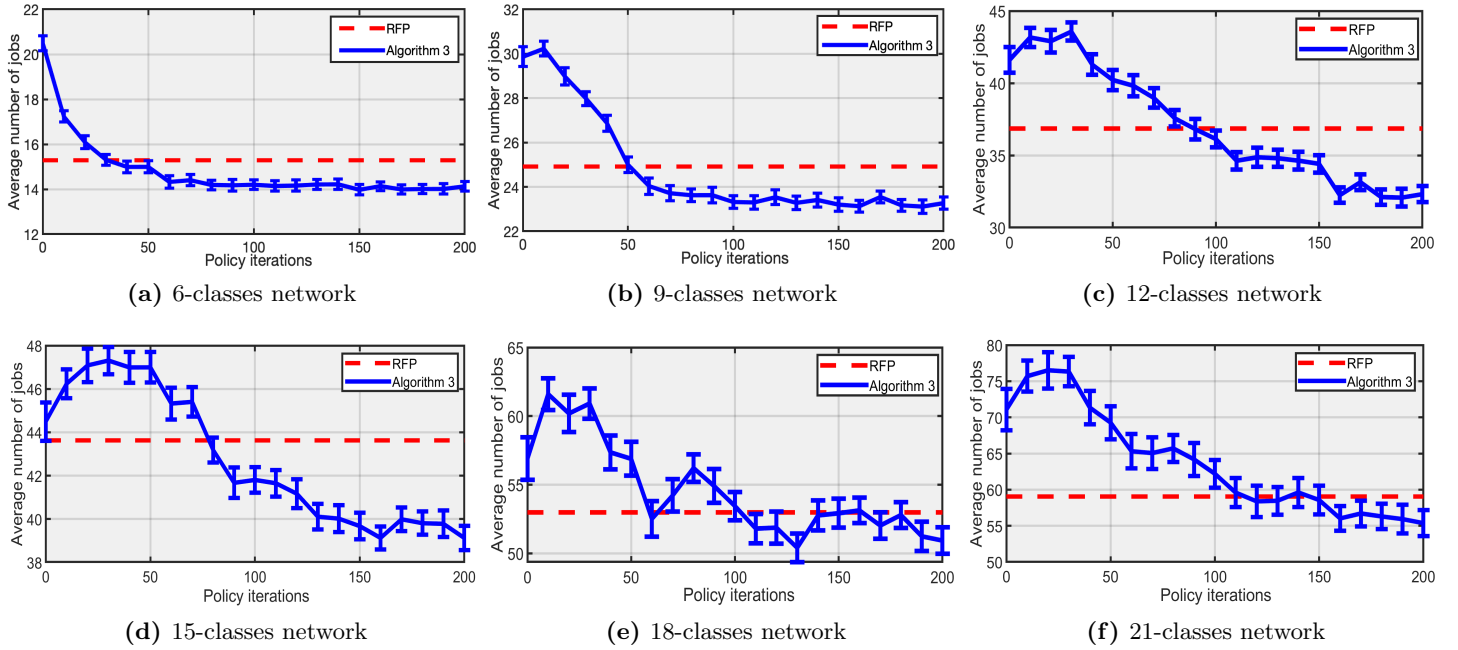 22
20
18
16
14
12
0
50
100
150
200
Average number of jobs
Policy iterations
RFP
Algorithm 3
(a) 6-classes network
32
30
28
26
24
22
0
50
100
150
200
Average number of jobs
Policy iterations
RFP
Algorithm 3
(b) 9-classes network
45
40
35
30
0
50
100
150
200
Average number of jobs
Policy iterations
RFP
Algorithm 3
(c) 12-classes network
48
46
44
42
40
38
0
50
100
150
200
Average number of jobs
Policy iterations
RFP
Algorithm 3
(d) 15-classes network
65
60
55
50
0
50
100
150
200
Average number of jobs
Policy iterations
RFP
Algorithm 3
(e) 18-classes network
80
75
70
65
60
55
50
0
50
100
150
200
Average number of jobs
Policy iterations
RFP
Algorithm 3
(f) 21-classes network